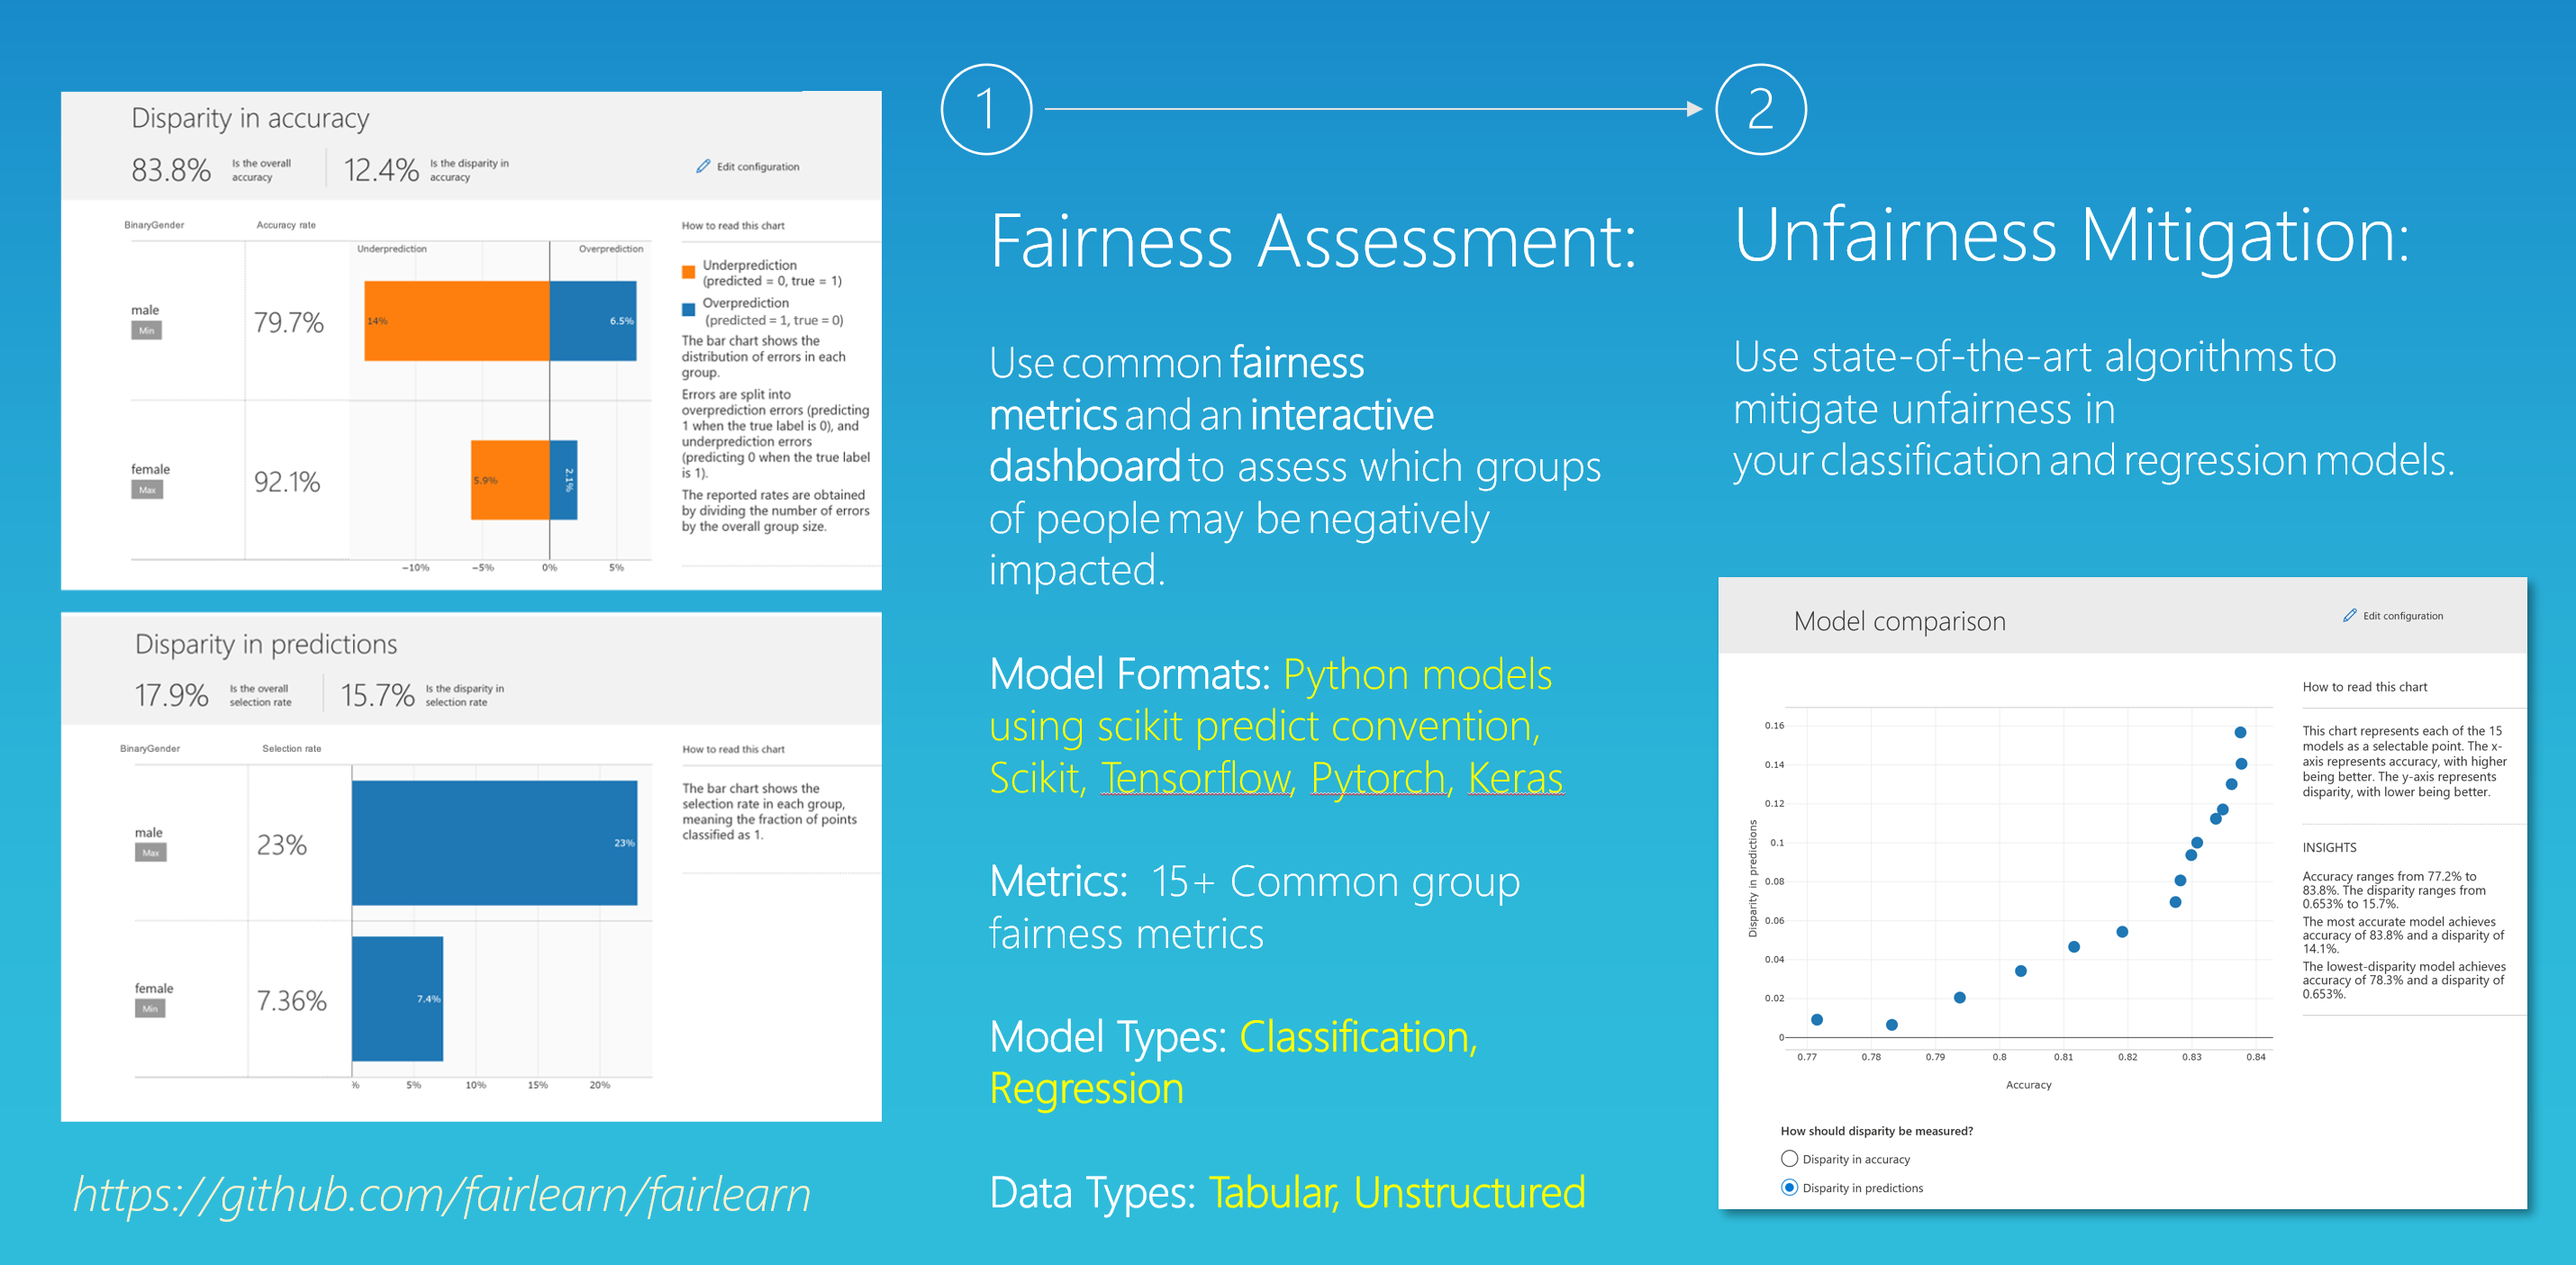 Disparity in accuracy
83.8% Is the overall accuracy
12.4% Is the disparity in accuracy
Edit configuration
BinaryGender
Accuracy rate
Underprediction
Overprediction
male
Min
79.7%
14%
6.5%
female
Max
92.1%
5.9%
2.1%
−10%
−5%
0%
5%
How to read this chart
Underprediction
(predicted = 0, true = 1)
Overprediction
(predicted = 1, true = 0)
The bar chart shows the
distribution of errors in each
group.
Errors are split into
overprediction errors (predicting
1 when the true label is 0), and
underprediction errors
(predicting 0 when the true label
is 1).
The reported rates are obtained
by dividing the number of errors
by the overall group size.
Disparity in predictions
17.9% Is the overall selection rate
15.7% Is the disparity in selection rate
BinaryGender
Selection rate
male
Max
23%
23%
female
Min
7.36%
7.4%
%
5%
10%
15%
20%
How to read this chart
The bar chart shows the
selection rate in each group,
meaning the fraction of points
classified as 1.
https://github.com/fairlearn/fairlearn
1
Fairness Assessment:
Use common fairness
metrics and an interactive
dashboard to assess which groups
of people may be negatively
impacted.
Model Formats: Python models
using scikit predict convention,
Scikit, Tensorflow, Pytorch, Keras
Metrics: 15+ Common group
fairness metrics
Model Types: Classification,
Regression
Data Types: Tabular, Unstructured
2
Unfairness Mitigation:
Use state-of-the-art algorithms to
mitigate unfairness in
your classification and regression models.
Model comparison
Edit configuration
Disparity in predictions
0.16
0.14
0.12
0.1
0.08
0.06
0.04
0.02
0
0.77
0.78
0.79
0.8
0.81
0.82
0.83
0.84
Accuracy
How to read this chart
This chart represents each of the 15
models as a selectable point. The x-
axis represents accuracy, with higher
being better. The y-axis represents
disparity, with lower being better.
INSIGHTS
Accuracy ranges from 77.2% to
83.8%. The disparity ranges from
0.653% to 15.7%.
The most accurate model achieves
accuracy of 83.8% and a disparity of
14.1%.
The lowest-disparity model achieves
accuracy of 78.3% and a disparity of
0.653%.
How should disparity be measured?
Disparity in accuracy
Disparity in predictions